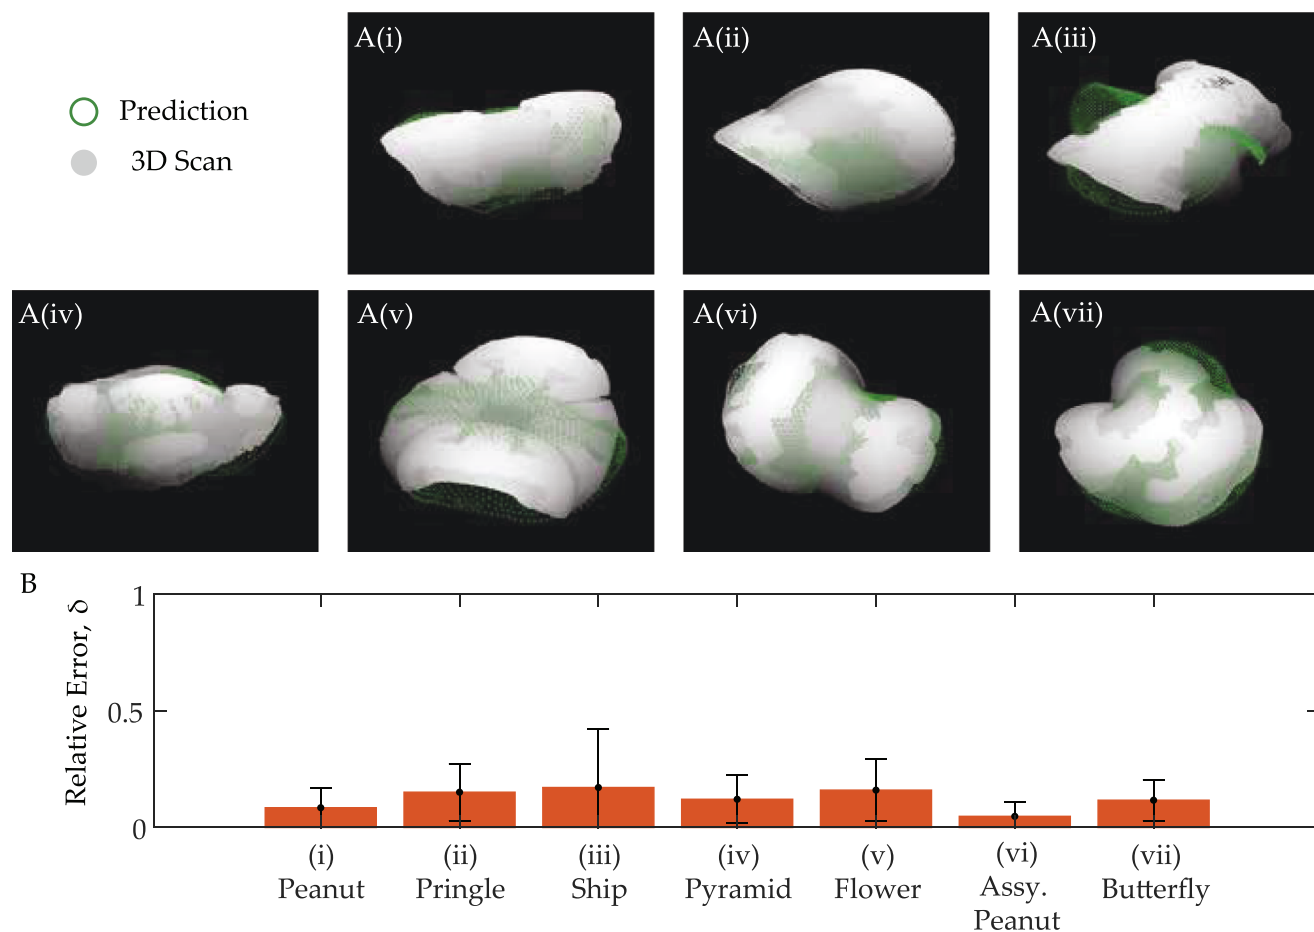 A(i)
A(ii)
A(iii)
Prediction
3D Scan
A(iv)
A(v)
A(vi)
A(vii)
B
Relative Error, δ
1
0.5
0
(i)
Peanut
(ii)
Pringle
(iii)
Ship
(iv)
Pyramid
(v)
Flower
(vi)
Assy.
Peanut
(vii)
Butterfly